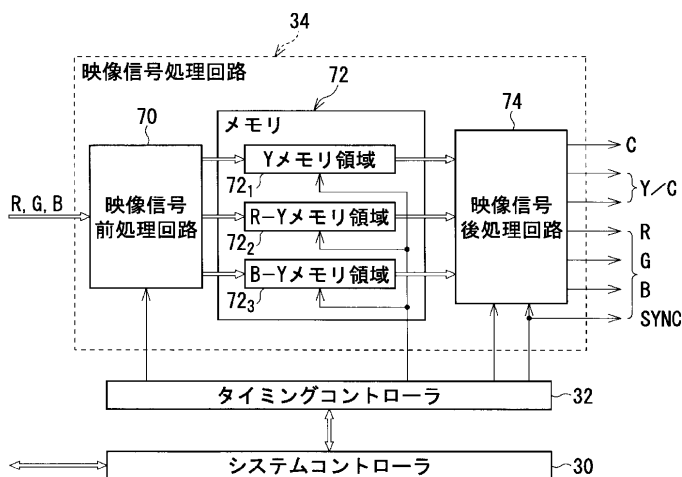 34
映像信号処理回路
70
72
74
メモリ
Yメモリ領域
72₁
R-Yメモリ領域
72₂
B-Yメモリ領域
72₃
R, G, B
映像信号
前処理回路
映像信号
後処理回路
C
Y/C
R
G
B
SYNC
タイミングコントローラ
32
システムコントローラ
30